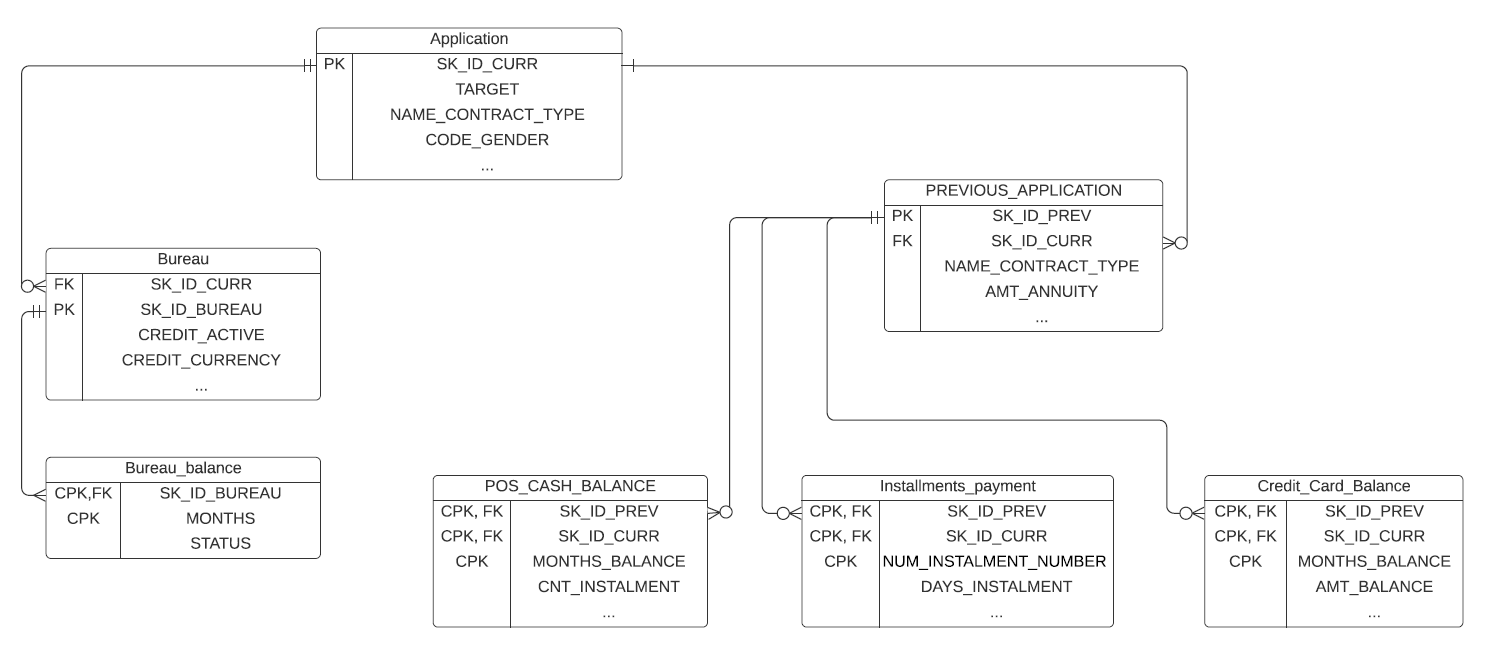 Application
PK SK_ID_CURR
TARGET
NAME_CONTRACT_TYPE
CODE_GENDER
...
PREVIOUS_APPLICATION
PK SK_ID_PREV
FK SK_ID_CURR
NAME_CONTRACT_TYPE
AMT_ANNUITY
...
Bureau
FK SK_ID_CURR
PK SK_ID_BUREAU
CREDIT_ACTIVE
CREDIT_CURRENCY
...
Bureau_balance
CPK,FK SK_ID_BUREAU
CPK MONTHS
STATUS
POS_CASH_BALANCE
CPK, FK SK_ID_PREV
CPK, FK SK_ID_CURR
CPK MONTHS_BALANCE
CNT_INSTALMENT
...
Installments_payment
CPK, FK SK_ID_PREV
CPK, FK SK_ID_CURR
CPK NUM_INSTALMENT_NUMBER
DAYS_INSTALMENT
...
Credit_Card_Balance
CPK, FK SK_ID_PREV
CPK, FK SK_ID_CURR
CPK MONTHS_BALANCE
AMT_BALANCE
...